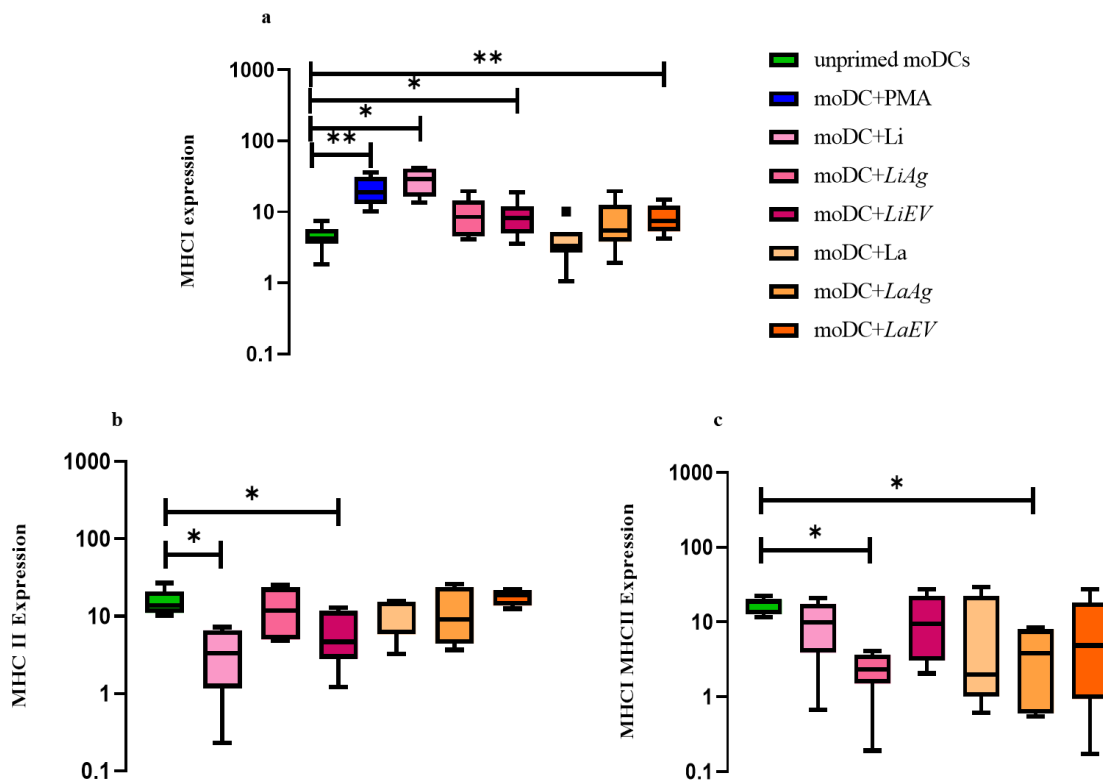 a
MHCI expression
1000
100
10
1
0.1
**
*
*
**
unprimed moDCs
moDC+PMA
moDC+Li
moDC+LiAg
moDC+LiEV
moDC+La
moDC+LaAg
moDC+LaEV
b
MHC II Expression
1000
100
10
1
0.1
*
*
c
MHCI MHCII Expression
1000
100
10
1
0.1
*
*